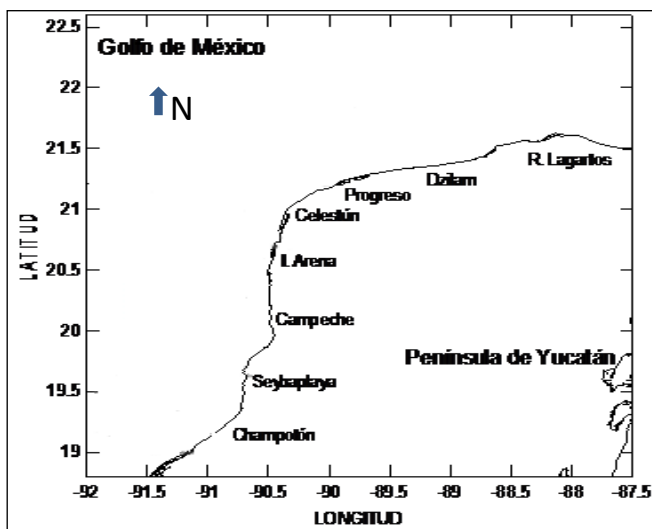 Golfo de México
N
R. Lagartos
Dzilam
Progreso
Celestún
I. Arena
Campeche
Península de Yucatán
Seybaplaya
Champotón
LATITUD
22.5
22
21.5
21
20.5
20
19.5
19
-92 -91.5 -91 -90.5 -90 -89.5 -89 -88.5 -88 -87.5
LONGITUD